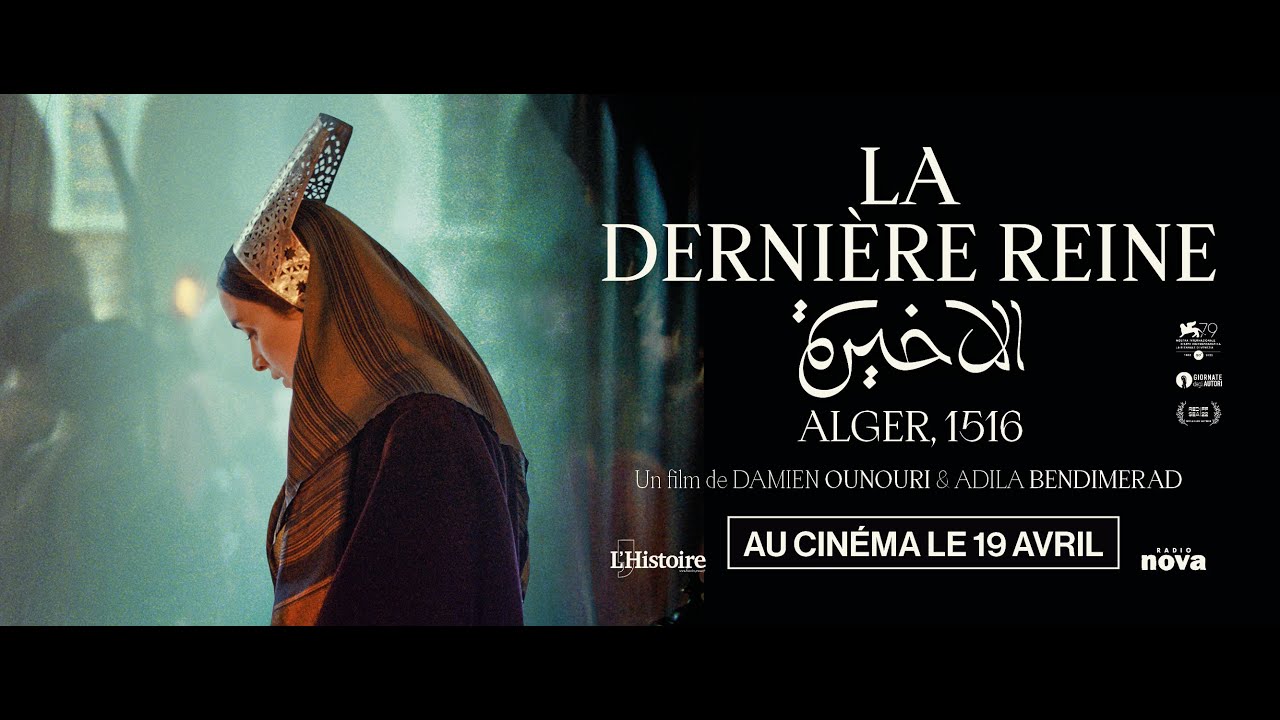 LA
DERNIÈRE REINE
الاخيرة
ALGER, 1516
Un film de DAMIEN OUNOURI & ADILA BENDIMERAD
AU CINÉMA LE 19 AVRIL
L'Histoire
RADIO
nova
79
GIORNATE
degli AUTORI